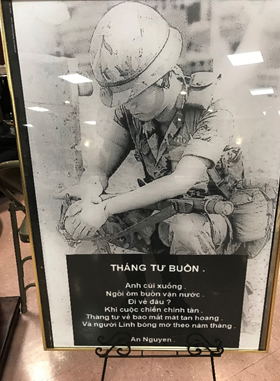 THÁNG TƯ BUỒN .
Anh cúi xuống .
Ngồi ôm buồn vận nước .
Đi về đâu ?
Khi cuộc chiến chinh tàn .
Tháng tư về bao mất mát tan hoang .
Và người Lính bỗng mờ theo năm tháng .
An Nguyen .